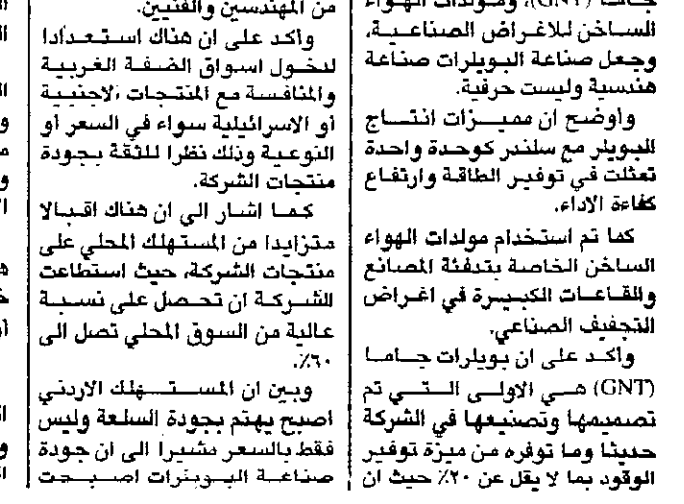 جاما (GNT)، ومولدات الهواء
الساخن للاغراض الصناعية،
وجعل صناعة البويلرات صناعة
هندسية وليست حرفية.
واوضح ان مميزات انتاج
البويلر مع سلندر كوحدة واحدة
تمثلت في توفير الطاقة وارتفاع
كفاءة الاداء.
كما تم استخدام مولدات الهواء
الساخن الخاصة بتدفئة المصانع
والقاعات الكبيرة في اغراض
التجفيف الصناعي.
واكد على ان بويلرات جاما
(GNT) هي الاولى التي تم
تصميمها وتصنيعها في الشركة
حديثا وما توفره من ميزة توفير
الوقود بما لا يقل عن ٢٠٪ حيث ان
من المهندسين والفنيين.
واكد على ان هناك استعدادا
لدخول اسواق الضفة الغربية
والمنافسة مع المنتجات الاجنبية
أو الاسرائيلية سواء في السعر أو
النوعية وذلك نظرا للثقة بجودة
منتجات الشركة.
كما اشار الى ان هناك اقبالا
متزايدا من المستهلك المحلي على
منتجات الشركة، حيث استطاعت
الشركة ان تحصل على نسبة
عالية من السوق المحلي تصل الى
٦٠٪.
وبين ان المستهلك الاردني
اصبح يهتم بجودة السلعة وليس
فقط بالسعر مشيرا الى ان جودة
صناعة البويلرات اصبحت